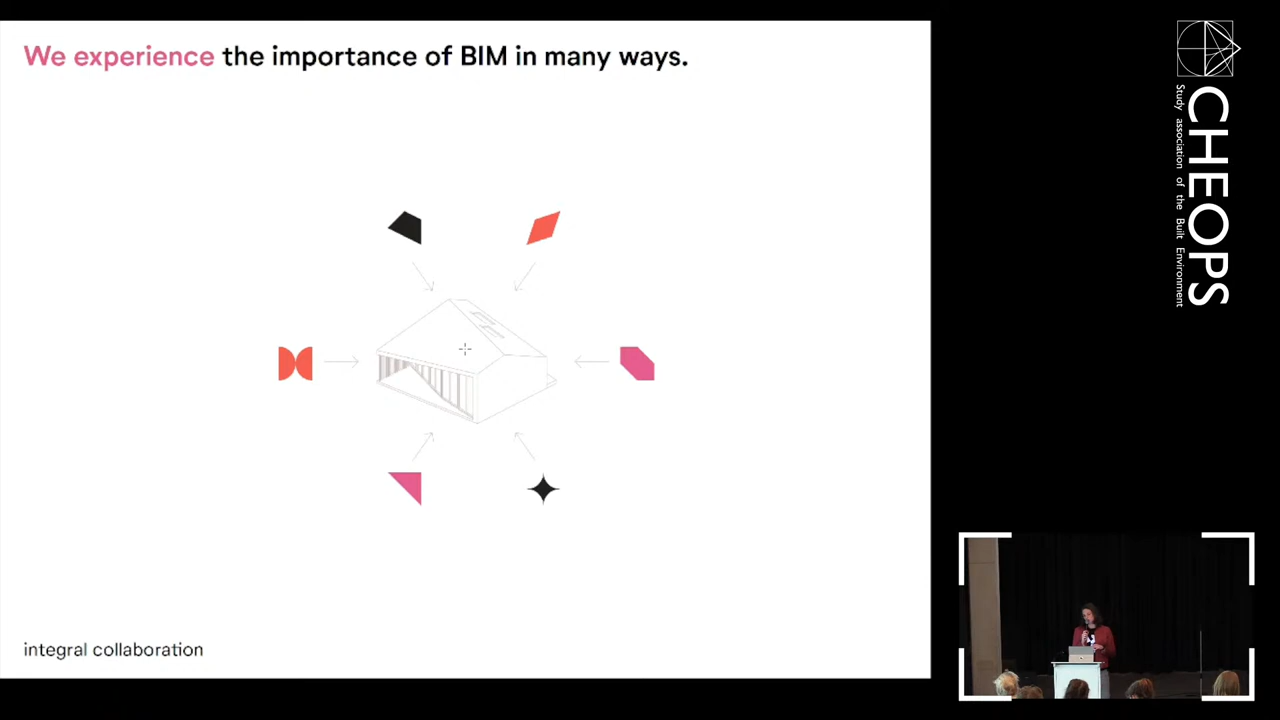 We experience the importance of BIM in many ways.
integral collaboration
CHEOPS
Study association of the Built Environment